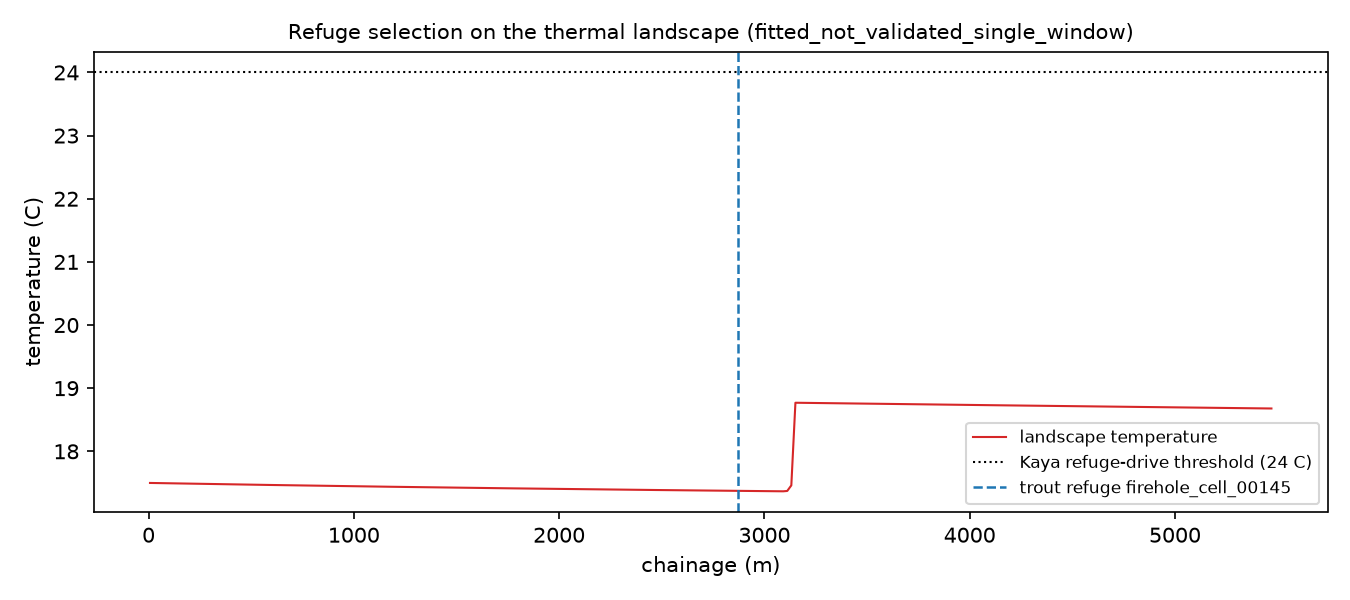 Refuge selection on the thermal landscape (fitted_not_validated_single_window)
temperature (C)
24
23
22
21
20
19
18
landscape temperature
Kaya refuge-drive threshold (24 C)
trout refuge firehole_cell_00145
0 1000 2000 3000 4000 5000
chainage (m)